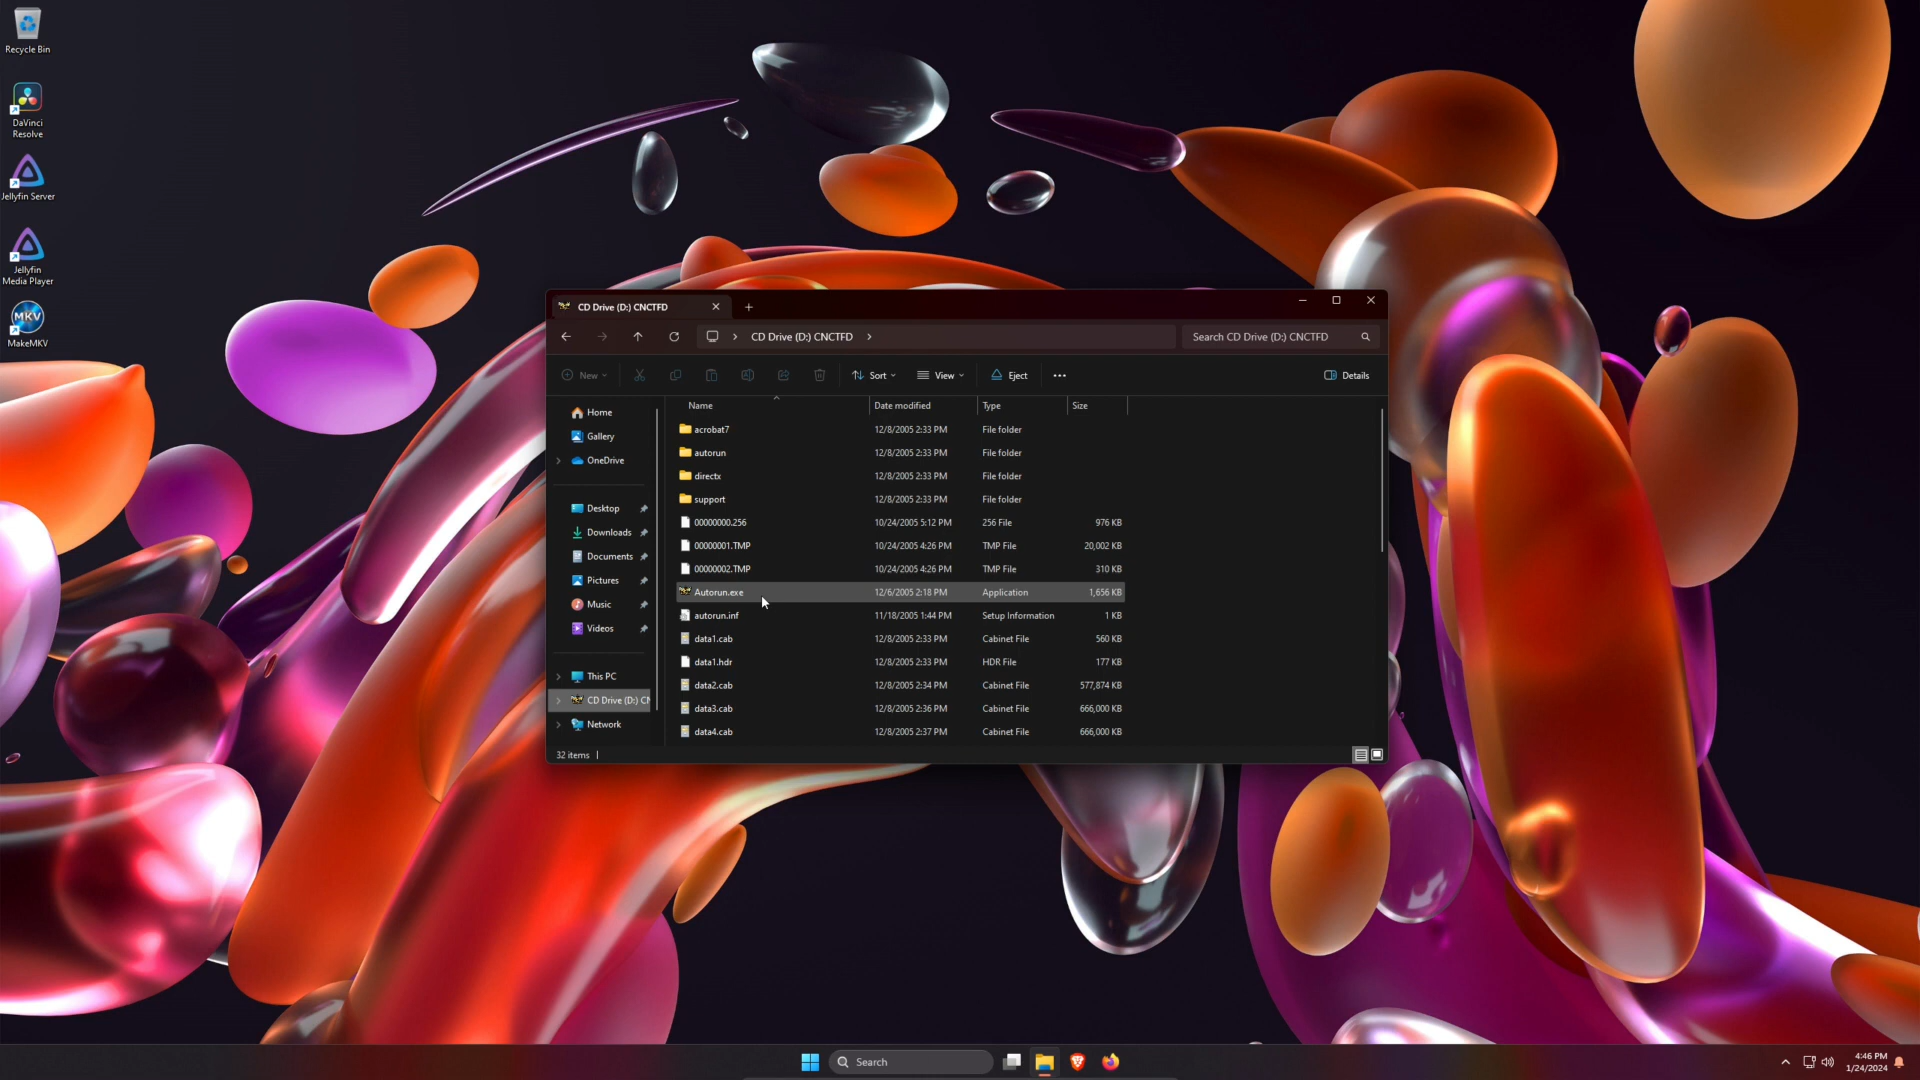 Recycle Bin
DaVinci
Resolve
Jellyfin Server
Jellyfin
Media Player
MKV
MakeMKV
CD Drive (D:) CNCTFD
CD Drive (D:) CNCTFD
Search CD Drive (D:) CNCTFD
New
Sort
View
Eject
Details
Home
Gallery
OneDrive
Desktop
Downloads
Documents
Pictures
Music
Videos
This PC
CD Drive (D:) CN
Network
Name Date modified Type Size
acrobat7 12/8/2005 2:33 PM File folder
autorun 12/8/2005 2:33 PM File folder
directx 12/8/2005 2:33 PM File folder
support 12/8/2005 2:33 PM File folder
00000000.256 10/24/2005 5:12 PM 256 File 976 KB
00000001.TMP 10/24/2005 4:26 PM TMP File 20,002 KB
00000002.TMP 10/24/2005 4:26 PM TMP File 310 KB
Autorun.exe 12/6/2005 2:18 PM Application 1,656 KB
autorun.inf 11/18/2005 1:44 PM Setup Information 1 KB
data1.cab 12/8/2005 2:33 PM Cabinet File 560 KB
data1.hdr 12/8/2005 2:33 PM HDR File 177 KB
data2.cab 12/8/2005 2:34 PM Cabinet File 577,874 KB
data3.cab 12/8/2005 2:36 PM Cabinet File 666,000 KB
data4.cab 12/8/2005 2:37 PM Cabinet File 666,000 KB
32 items
Search
4:46 PM
1/24/2024